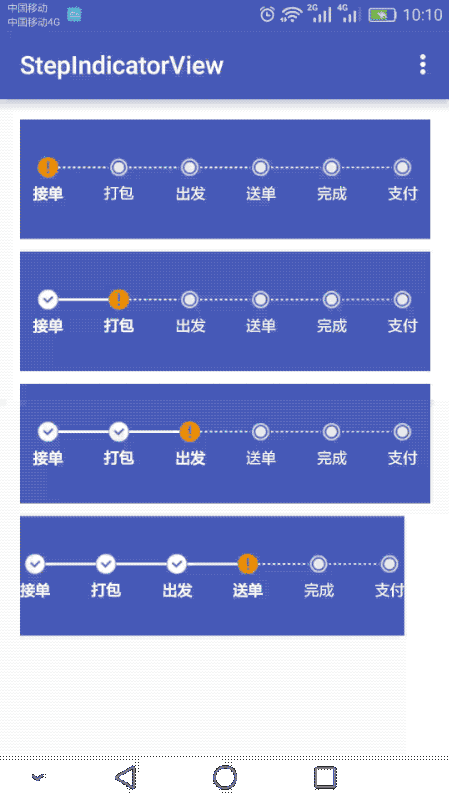 中国移动
中国移动4G
2G 4G 10:10
StepIndicatorView
接单 打包 出发 送单 完成 支付
接单 打包 出发 送单 完成 支付
接单 打包 出发 送单 完成 支付
接单 打包 出发 送单 完成 支付